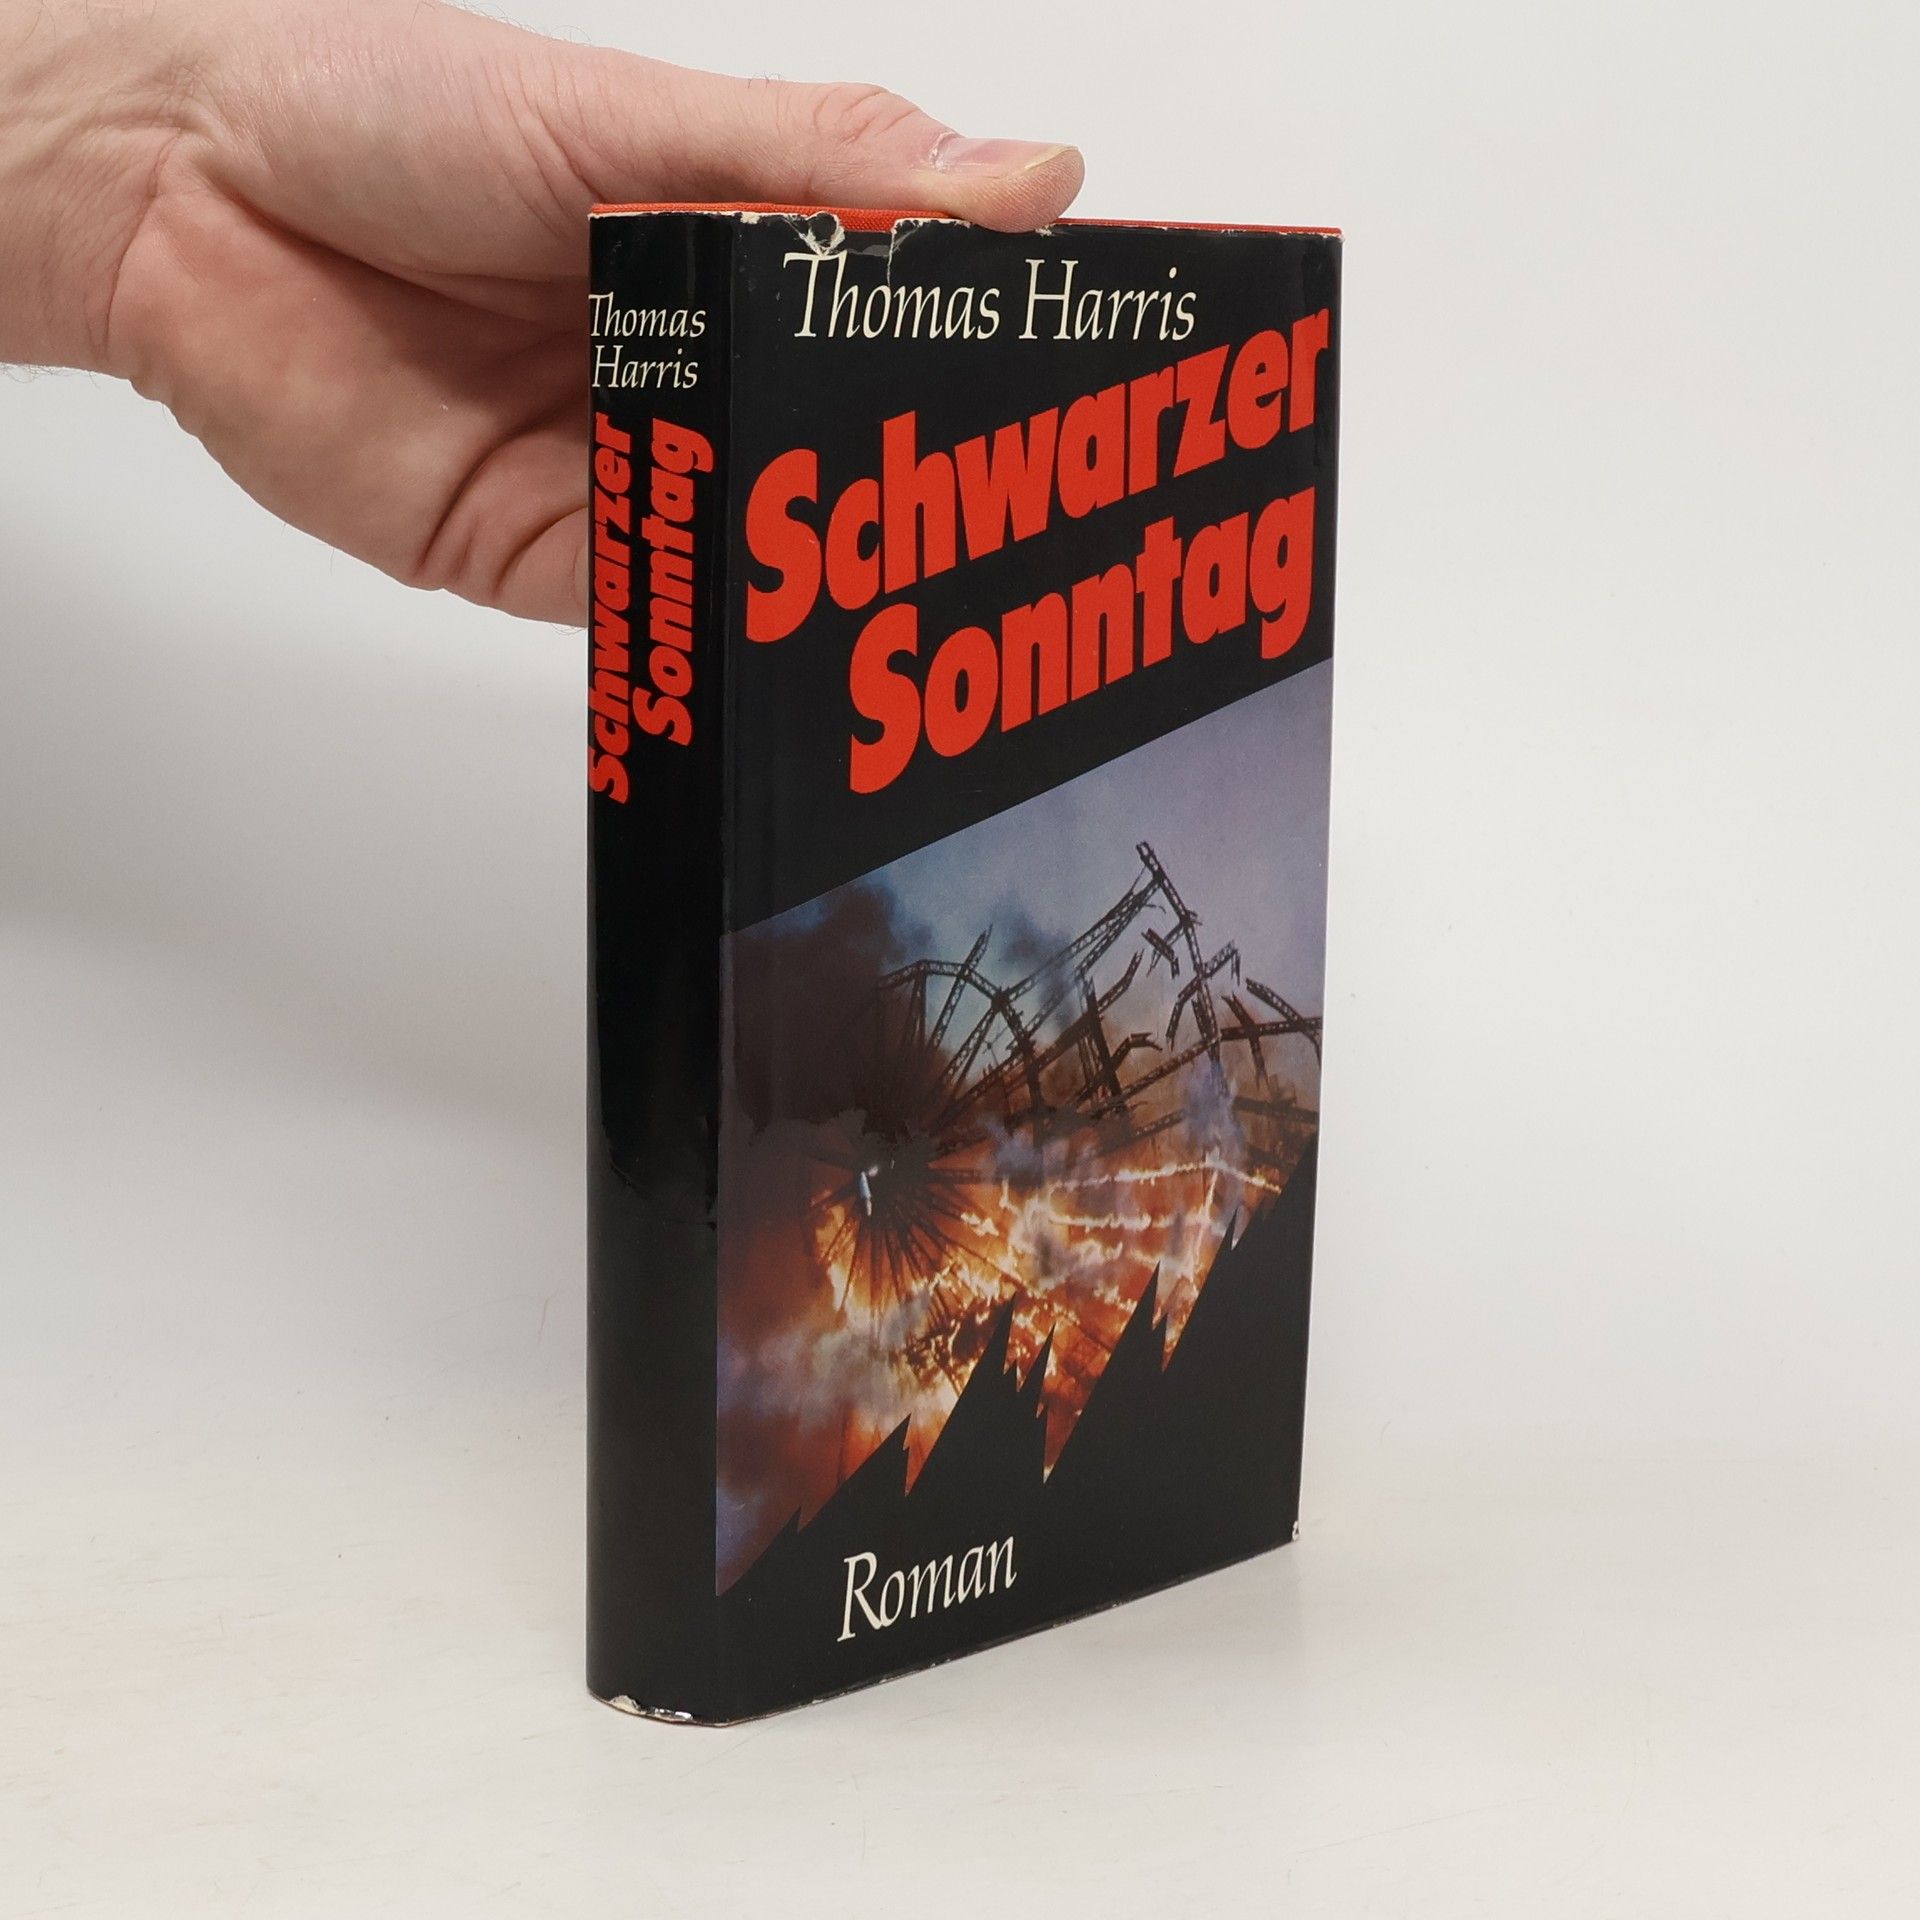 Thomas
Harris
Schwarzer
Sonntag
Thomas Harris
Schwarzer
Sonntag
Roman